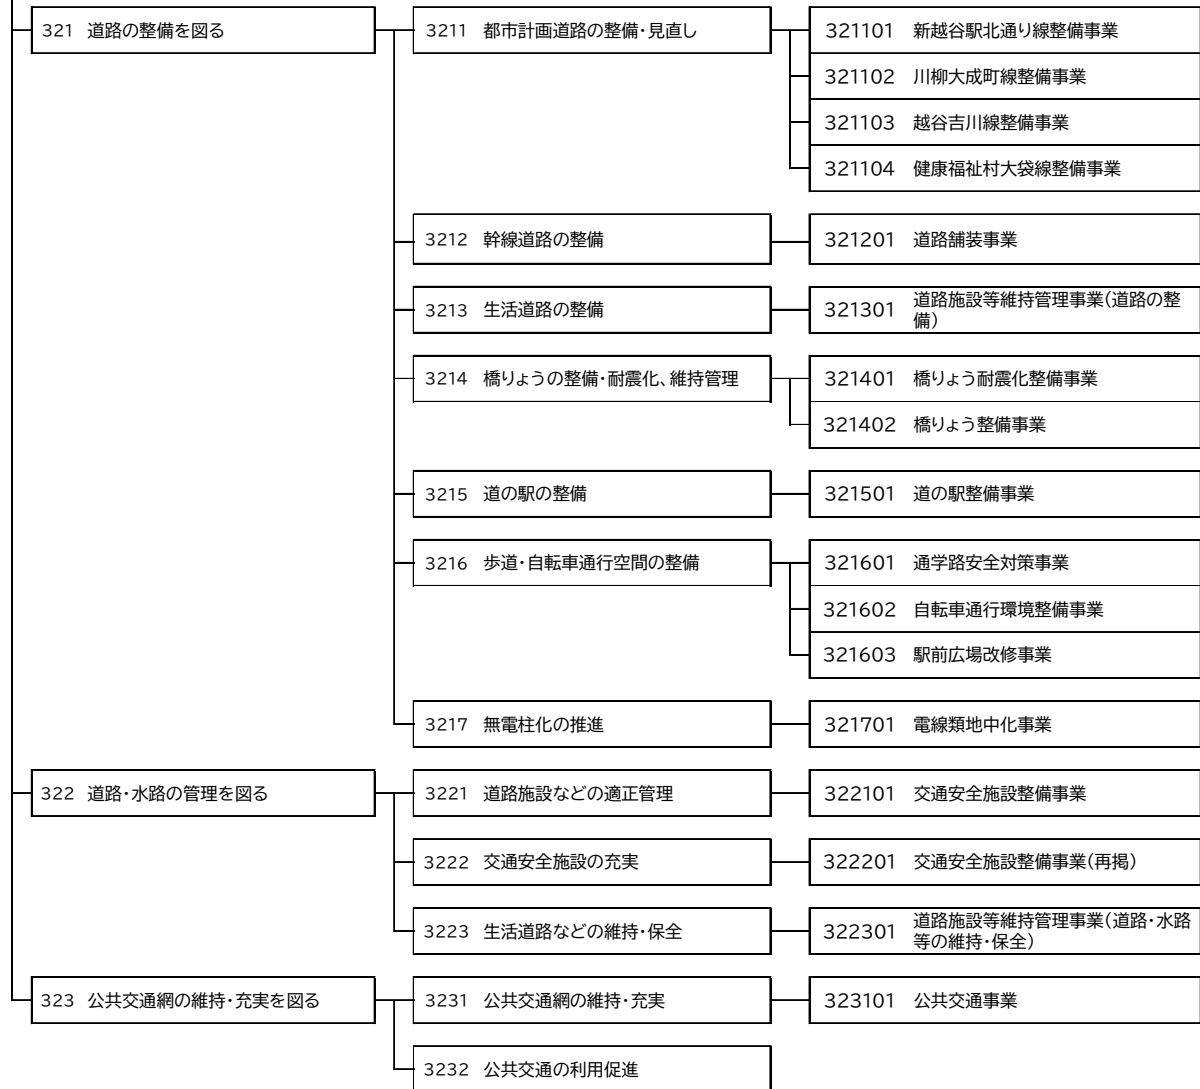 321 道路の整備を図る
3211 都市計画道路の整備・見直し
321101 新越谷駅北通り線整備事業
321102 川柳大成町線整備事業
321103 越谷吉川線整備事業
321104 健康福祉村大袋線整備事業
3212 幹線道路の整備
321201 道路舗装事業
3213 生活道路の整備
321301 道路施設等維持管理事業(道路の整
備)
3214 橋りょうの整備・耐震化、維持管理
321401 橋りょう耐震化整備事業
321402 橋りょう整備事業
3215 道の駅の整備
321501 道の駅整備事業
3216 歩道・自転車通行空間の整備
321601 通学路安全対策事業
321602 自転車通行環境整備事業
321603 駅前広場改修事業
3217 無電柱化の推進
321701 電線類地中化事業
322 道路・水路の管理を図る
3221 道路施設などの適正管理
322101 交通安全施設整備事業
3222 交通安全施設の充実
322201 交通安全施設整備事業(再掲)
3223 生活道路などの維持・保全
322301 道路施設等維持管理事業(道路・水路
等の維持・保全)
323 公共交通網の維持・充実を図る
3231 公共交通網の維持・充実
323101 公共交通事業
3232 公共交通の利用促進